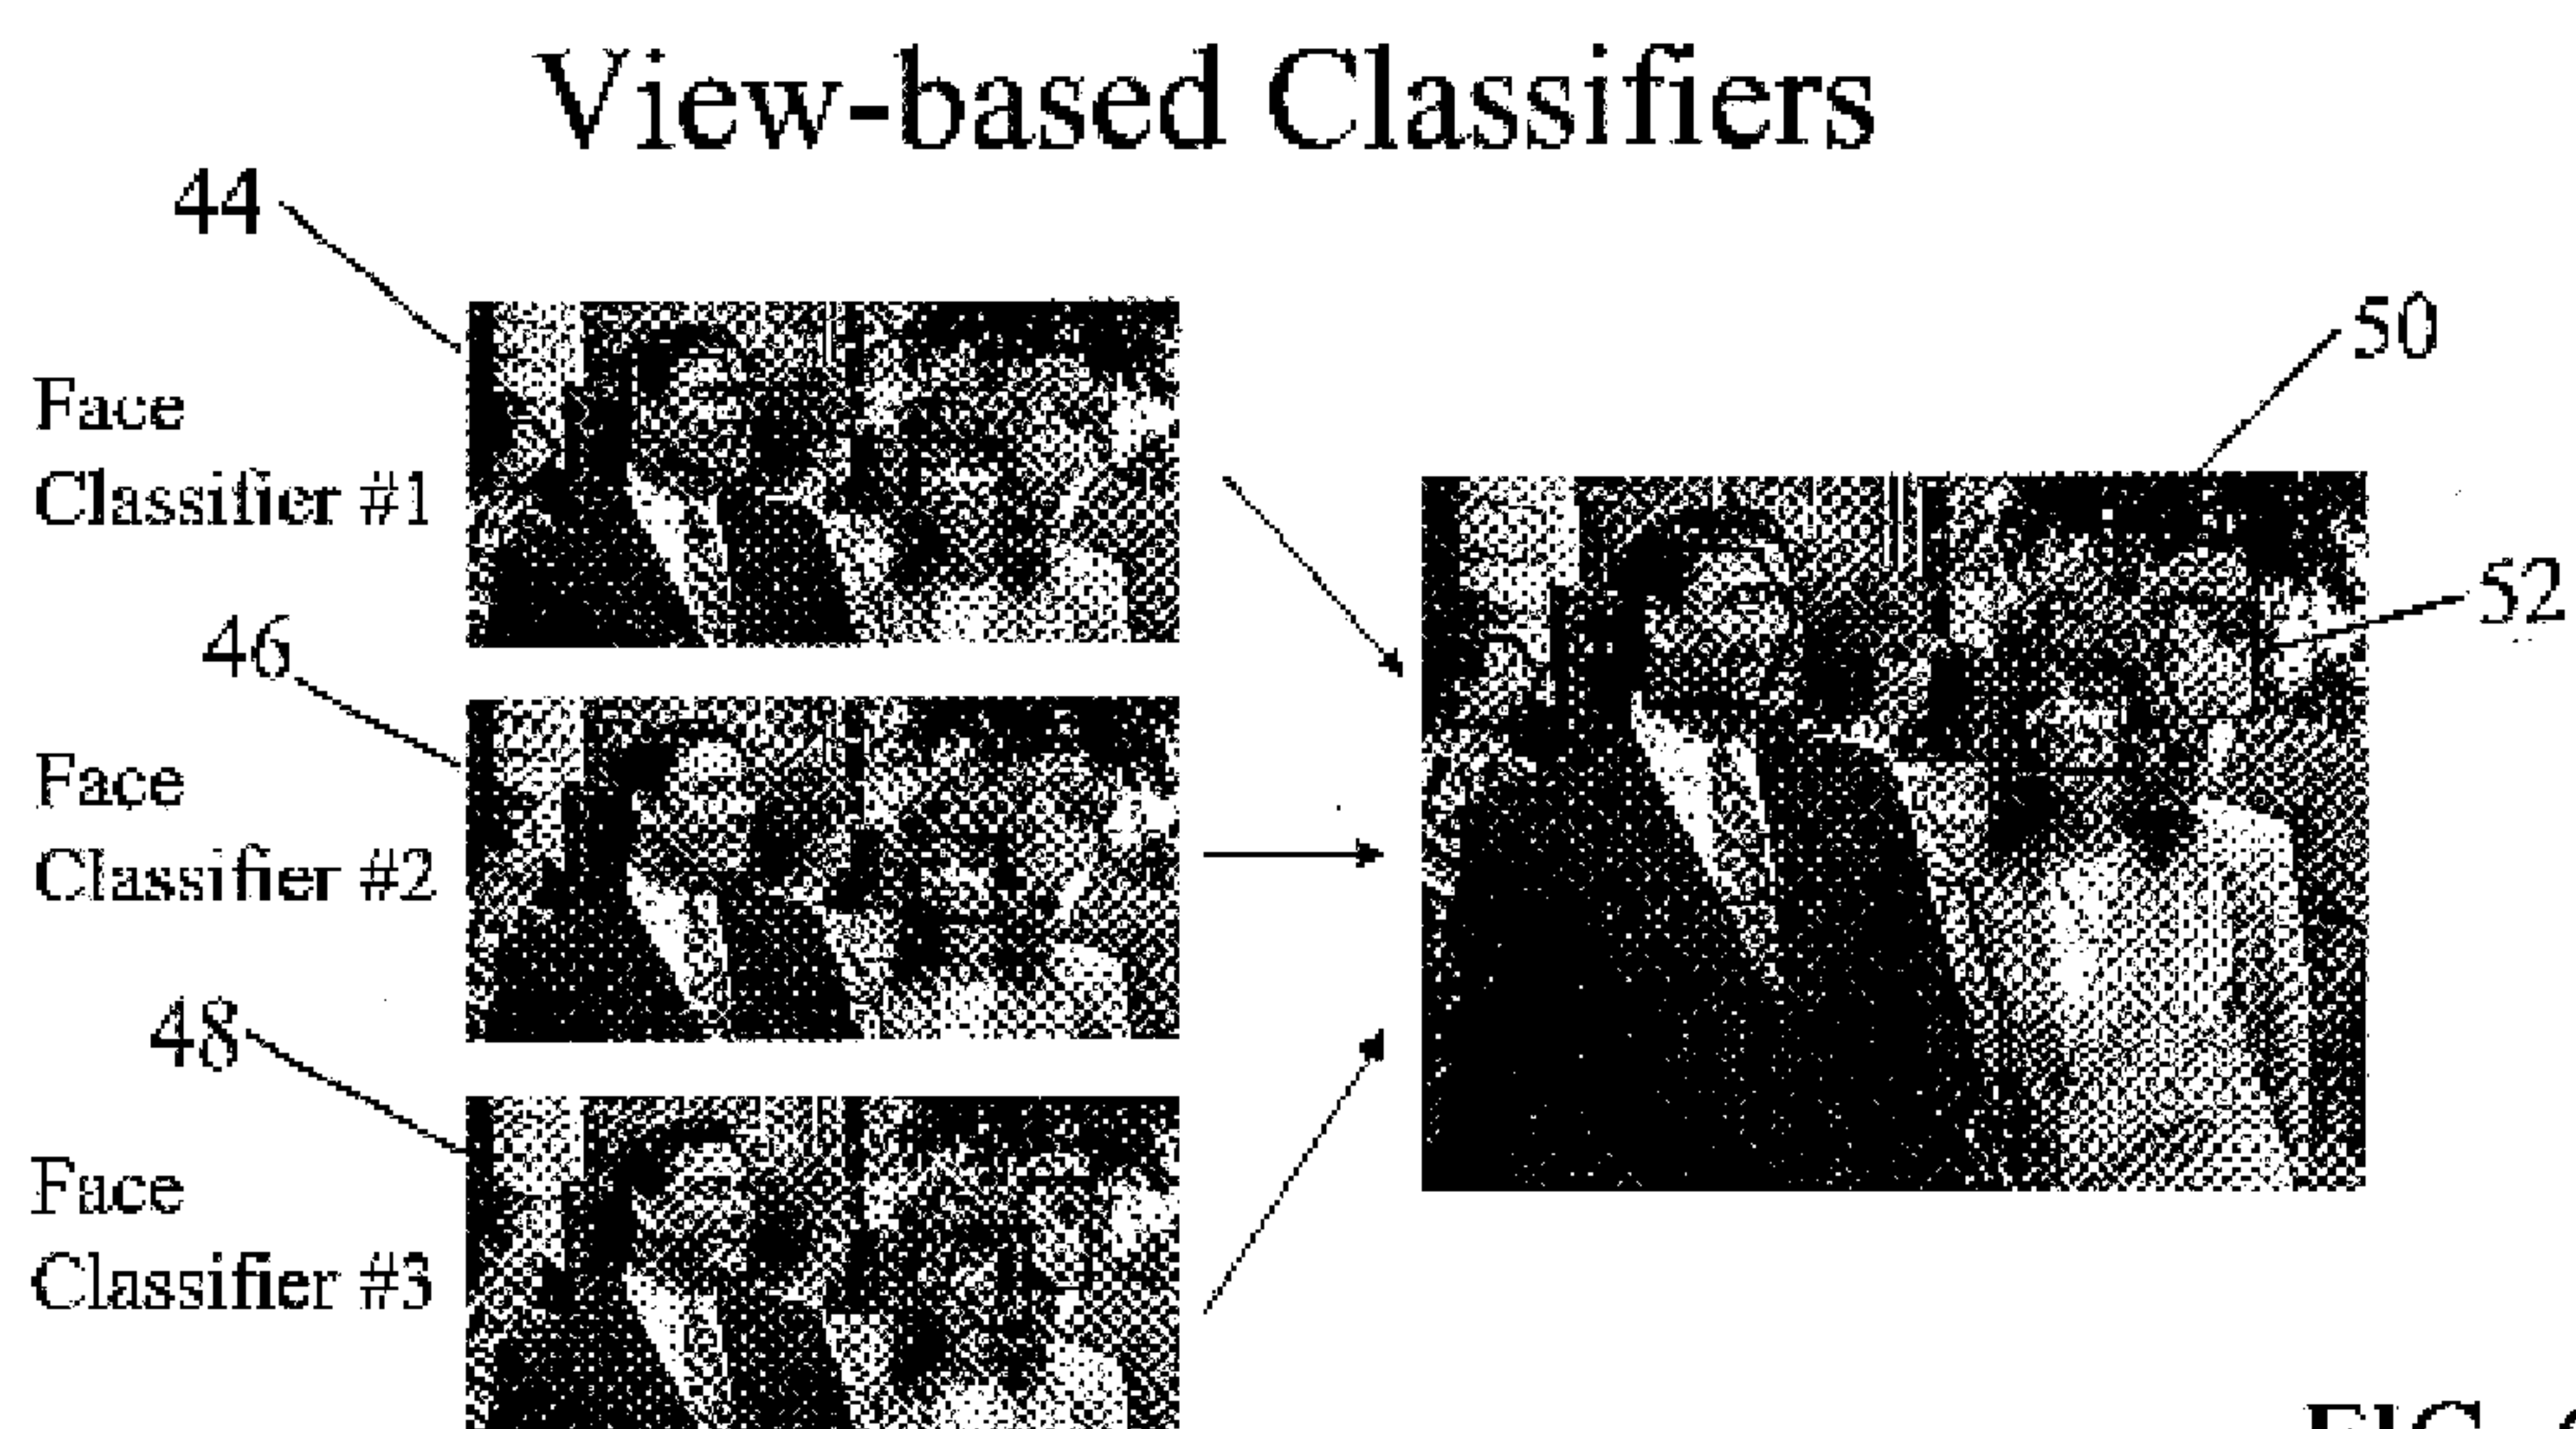 View-based Classifiers
44
50
Face
Classifier #1
52
46
Face
Classifier #2
48
Face
Classifier #3